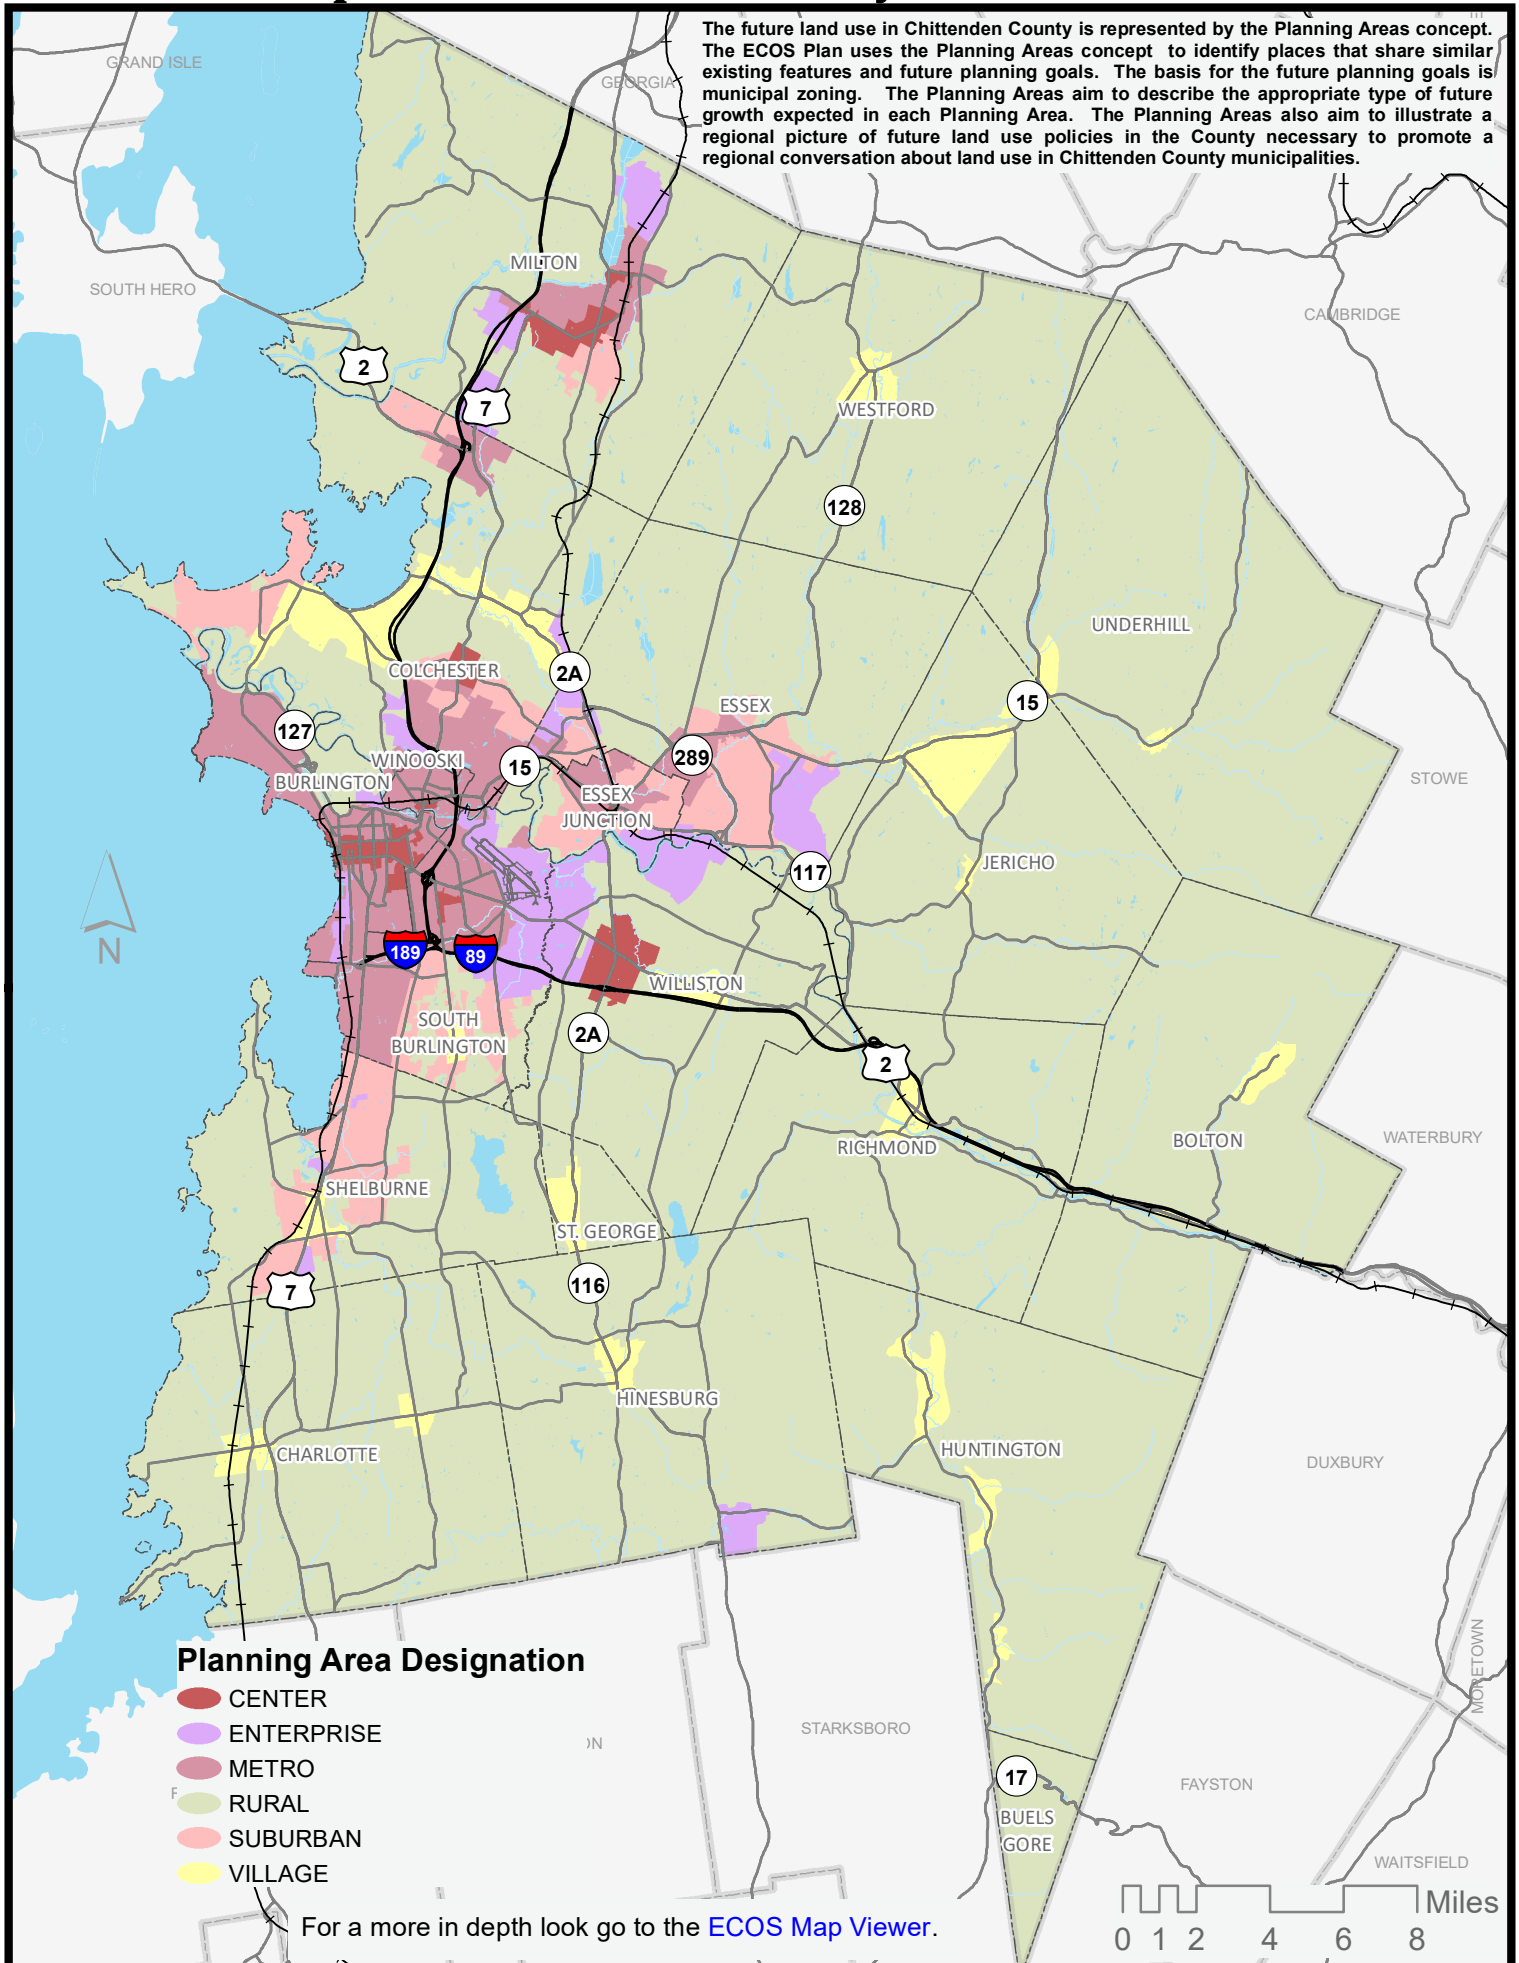 The future land use in Chittenden County is represented by the Planning Areas concept.
The ECOS Plan uses the Planning Areas concept to identify places that share similar
existing features and future planning goals. The basis for the future planning goals is
municipal zoning. The Planning Areas aim to describe the appropriate type of future
growth expected in each Planning Area. The Planning Areas also aim to illustrate a
regional picture of future land use policies in the County necessary to promote a
regional conversation about land use in Chittenden County municipalities.
GRAND ISLE
GEORGIA
MILTON
SOUTH HERO
CAMBRIDGE
2
7
WESTFORD
128
UNDERHILL
COLCHESTER
2A
15
ESSEX
127
289
WINOOSKI
15
BURLINGTON
STOWE
ESSEX
JUNCTION
JERICHO
117
N
189
89
WILLISTON
SOUTH
BURLINGTON
2A
2
RICHMOND
BOLTON
WATERBURY
SHELBURNE
ST. GEORGE
7
116
HINESBURG
CHARLOTTE
HUNTINGTON
DUXBURY
MORETOWN
Planning Area Designation
CENTER
ENTERPRISE
METRO
RURAL
SUBURBAN
VILLAGE
STARKSBORO
17
FAYSTON
BUELS
GORE
WAITSFIELD
Miles
0 1 2 4 6 8
For a more in depth look go to the ECOS Map Viewer.